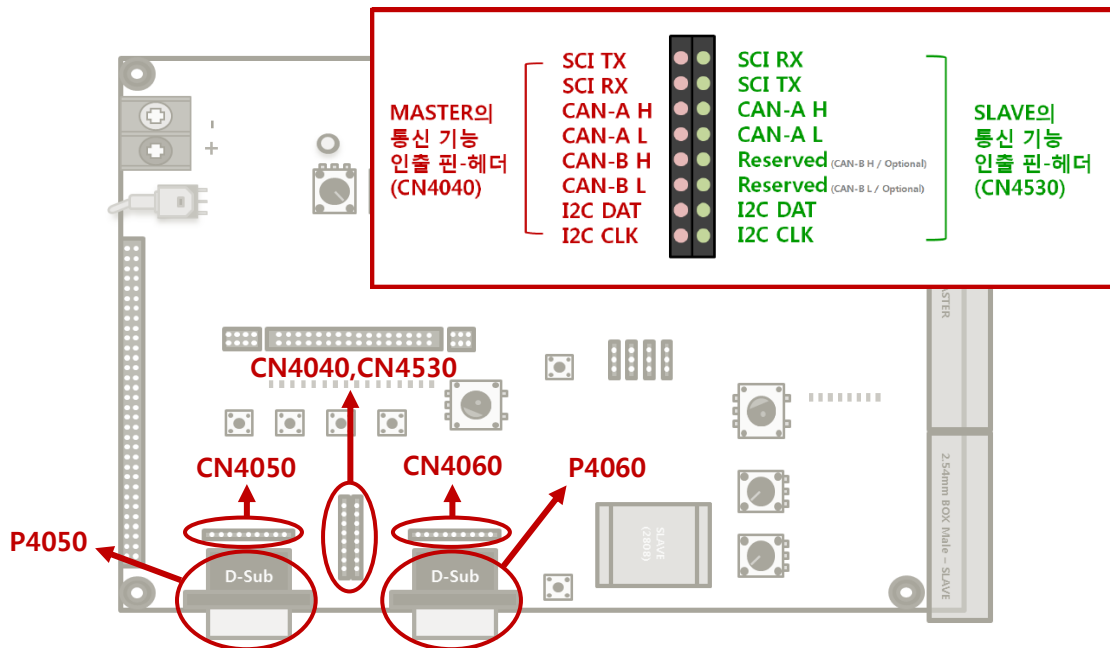 MASTER의
통신 기능
인출 핀-헤더
(CN4040)
SCI TX
SCI RX
CAN-A H
CAN-A L
CAN-B H
CAN-B L
I2C DAT
I2C CLK
SCI RX
SCI TX
CAN-A H
CAN-A L
Reserved (CAN-B H / Optional)
Reserved (CAN-B L / Optional)
I2C DAT
I2C CLK
SLAVE의
통신 기능
인출 핀-헤더
(CN4530)
-
+
CN4040,CN4530
CN4050
CN4060
P4060
P4050
D-Sub
D-Sub
SLAVE
(2808)
ASTER
2.54mm BOX Male – SLAVE